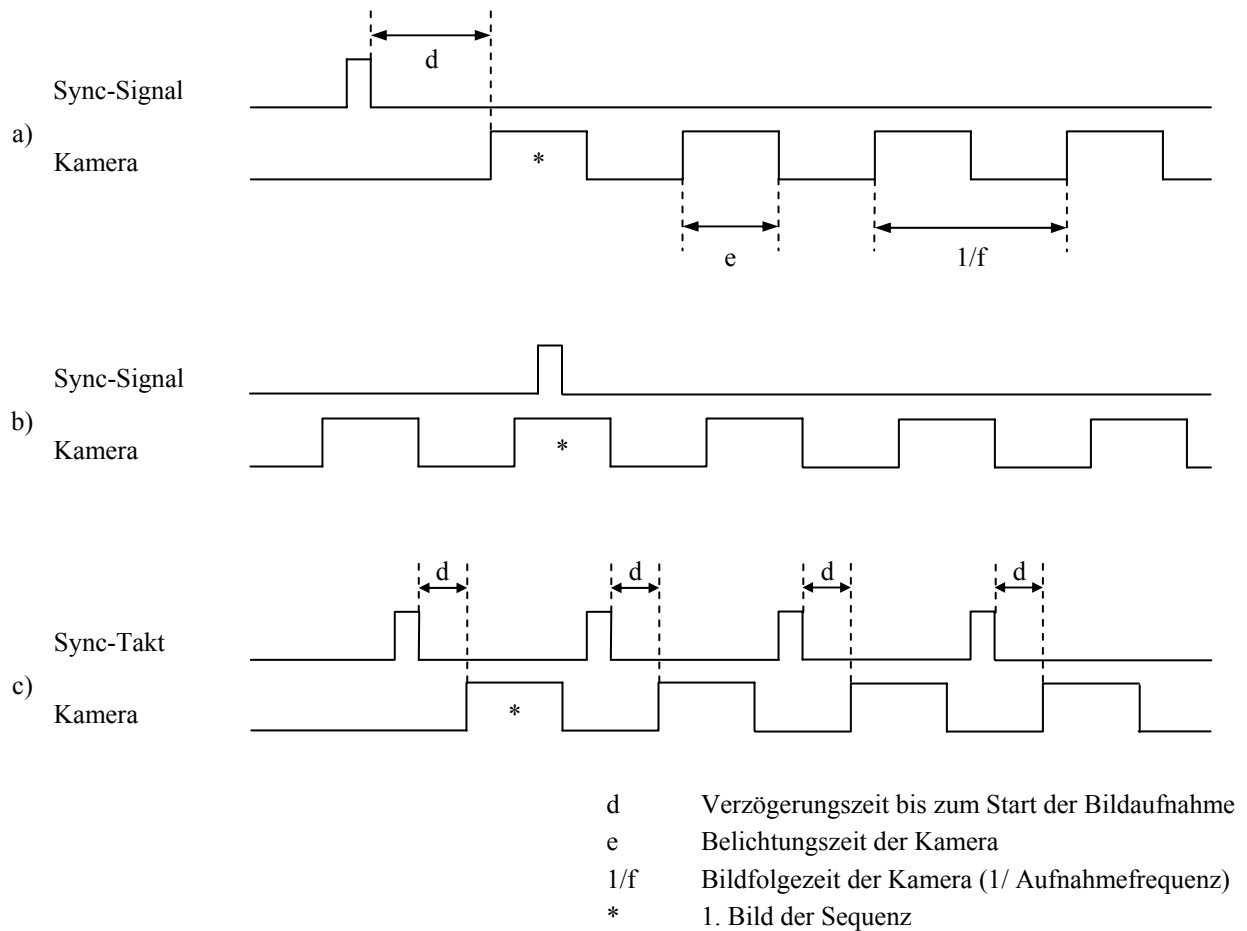 d
Sync-Signal
a)
Kamera
*
e
1/f
Sync-Signal
b)
Kamera
*
d d d d
Sync-Takt
c)
Kamera
*
d Verzögerungszeit bis zum Start der Bildaufnahme
e Belichtungszeit der Kamera
1/f Bildfolgezeit der Kamera (1/ Aufnahmefrequenz)
* 1. Bild der Sequenz